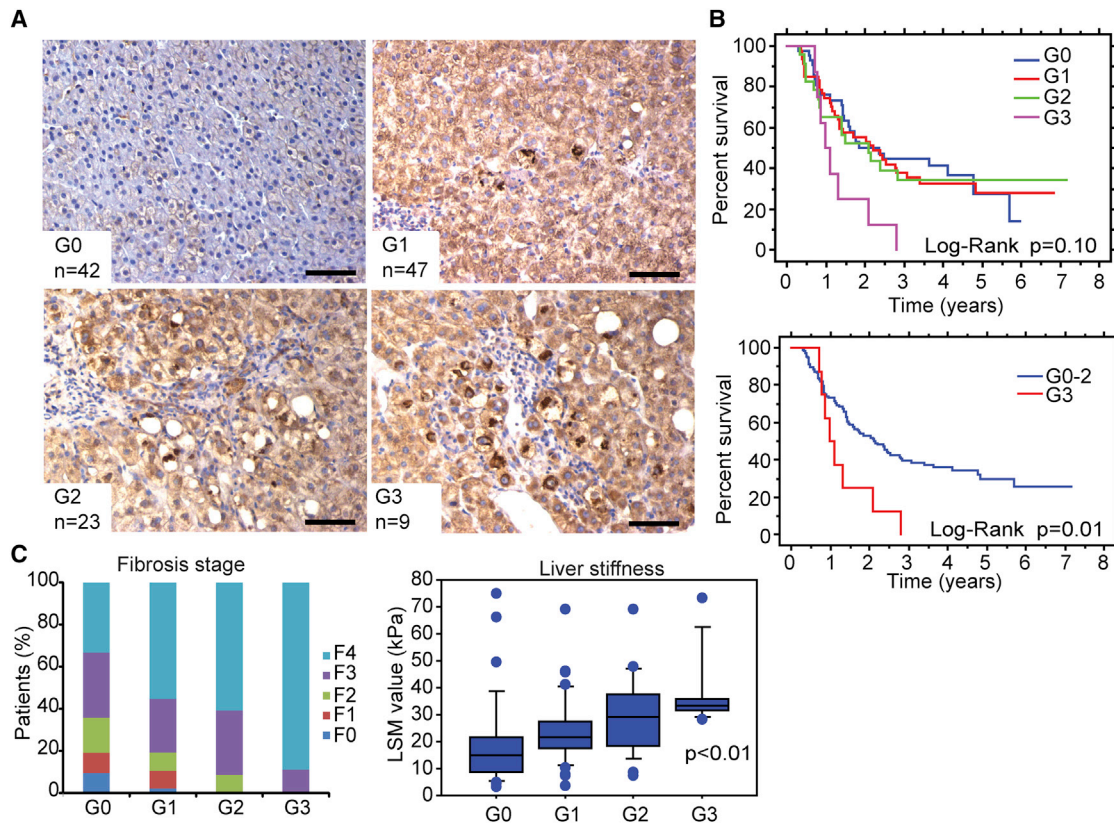 A
G0
n=42
G1
n=47
G2
n=23
G3
n=9
B
Percent survival
100
80
60
40
20
0
G0
G1
G2
G3
Log-Rank p=0.10
0 1 2 3 4 5 6 7 8
Time (years)
Percent survival
100
80
60
40
20
0
G0-2
G3
Log-Rank p=0.01
0 1 2 3 4 5 6 7 8
Time (years)
C
Fibrosis stage
Patients (%)
100
80
60
40
20
0
F4
F3
F2
F1
F0
G0 G1 G2 G3
Liver stiffness
LSM value (kPa)
80
70
60
50
40
30
20
10
0
p<0.01
G0 G1 G2 G3